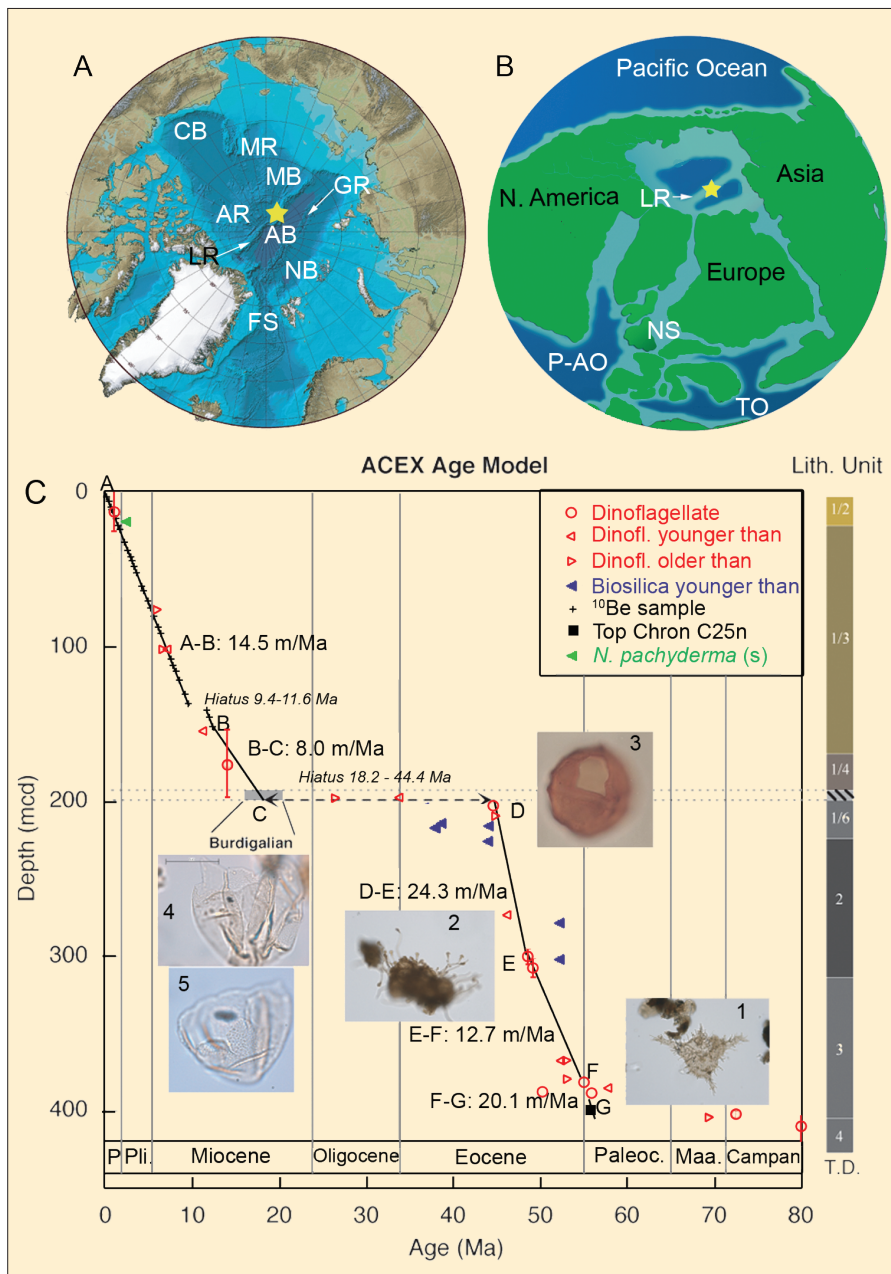 A
CB
MR
MB
GR
AR
AB
LR
NB
FS
B
Pacific Ocean
N. America
Asia
LR
Europe
NS
P-AO
TO
C
ACEX Age Model
Lith. Unit
Depth (mcd)
0
100
200
300
400
A
Dinoflagellate
Dinofl. younger than
Dinofl. older than
Biosilica younger than
¹⁰Be sample
Top Chron C25n
N. pachyderma (s)
A-B: 14.5 m/Ma
Hiatus 9.4-11.6 Ma
B
B-C: 8.0 m/Ma
Hiatus 18.2 - 44.4 Ma
C
D
Burdigalian
3
4
5
D-E: 24.3 m/Ma
2
E
E-F: 12.7 m/Ma
1
F
F-G: 20.1 m/Ma
G
1/2
1/3
1/4
1/6
2
3
4
T.D.
P
Pli.
Miocene
Oligocene
Eocene
Paleoc.
Maa.
Campan
0
10
20
30
40
50
60
70
80
Age (Ma)